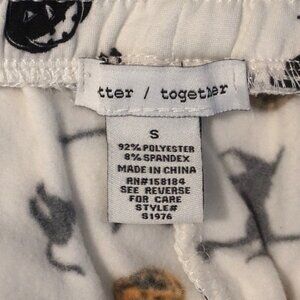 tter / together
S
92% POLYESTER
8% SPANDEX
MADE IN CHINA
RN#158184
SEE REVERSE
FOR CARE
STYLE#
S1976